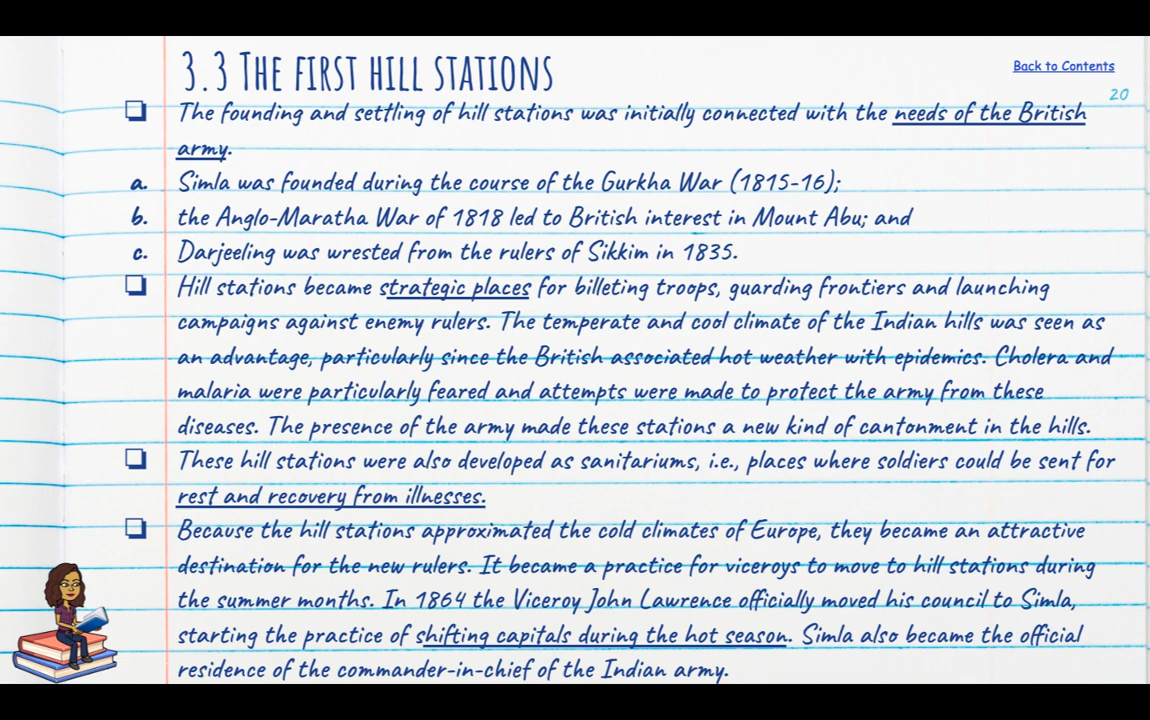 3.3 The first hill stations
Back to Contents
20
❏ The founding and settling of hill stations was initially connected with the needs of the British
army.
a. Simla was founded during the course of the Gurkha War (1815-16);
b. the Anglo-Maratha War of 1818 led to British interest in Mount Abu; and
c. Darjeeling was wrested from the rulers of Sikkim in 1835.
❏ Hill stations became strategic places for billeting troops, guarding frontiers and launching
campaigns against enemy rulers. The temperate and cool climate of the Indian hills was seen as
an advantage, particularly since the British associated hot weather with epidemics. Cholera and
malaria were particularly feared and attempts were made to protect the army from these
diseases. The presence of the army made these stations a new kind of cantonment in the hills.
❏ These hill stations were also developed as sanitariums, i.e., places where soldiers could be sent for
rest and recovery from illnesses.
❏ Because the hill stations approximated the cold climates of Europe, they became an attractive
destination for the new rulers. It became a practice for viceroys to move to hill stations during
the summer months. In 1864 the Viceroy John Lawrence officially moved his council to Simla,
starting the practice of shifting capitals during the hot season. Simla also became the official
residence of the commander-in-chief of the Indian army.